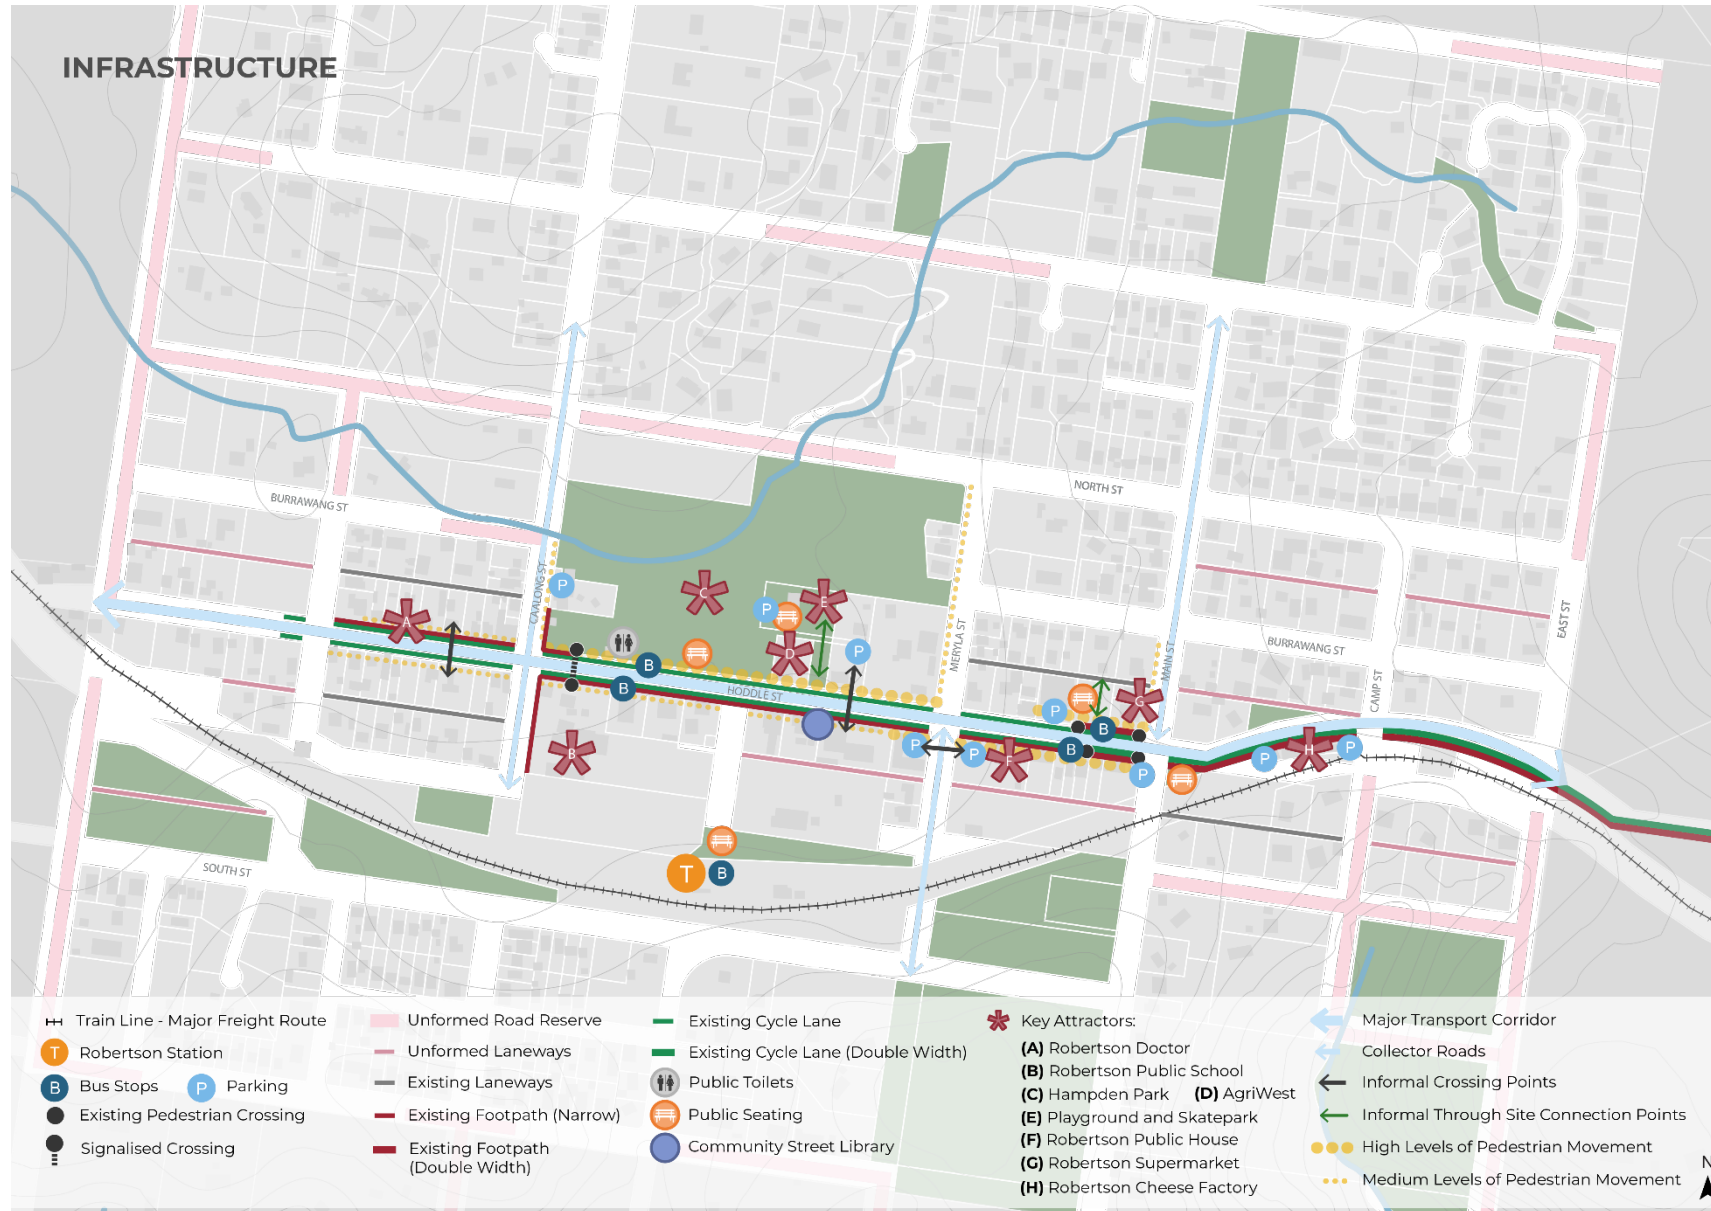 INFRASTRUCTURE
BURRAWANG ST
NORTH ST
CAALONG ST
MERYLA ST
MAIN ST
BURRAWANG ST
EAST ST
CAMP ST
HODDLE ST
SOUTH ST
A
B
C
D
E
F
G
H
P
P
P
P
P
P
P
P
P
B
B
B
B
T
B
Train Line - Major Freight Route
T Robertson Station
B Bus Stops P Parking
Existing Pedestrian Crossing
Signalised Crossing
Unformed Road Reserve
Unformed Laneways
Existing Laneways
Existing Footpath (Narrow)
Existing Footpath
(Double Width)
Existing Cycle Lane
Existing Cycle Lane (Double Width)
Public Toilets
Public Seating
Community Street Library
Key Attractors:
(A) Robertson Doctor
(B) Robertson Public School
(C) Hampden Park (D) AgriWest
(E) Playground and Skatepark
(F) Robertson Public House
(G) Robertson Supermarket
(H) Robertson Cheese Factory
Major Transport Corridor
Collector Roads
Informal Crossing Points
Informal Through Site Connection Points
High Levels of Pedestrian Movement
Medium Levels of Pedestrian Movement
N